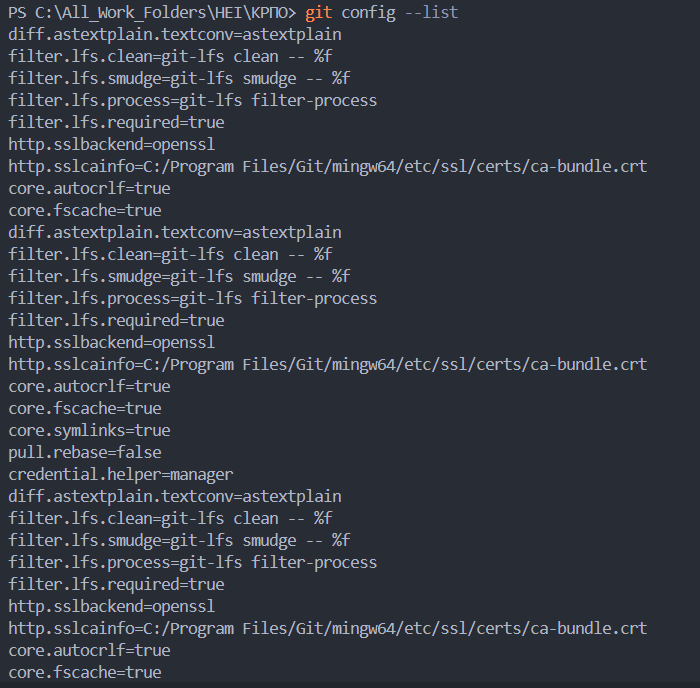 PS C:\All_Work_Folders\HEI\КРПО> git config --list
diff.astextplain.textconv=astextplain
filter.lfs.clean=git-lfs clean -- %f
filter.lfs.smudge=git-lfs smudge -- %f
filter.lfs.process=git-lfs filter-process
filter.lfs.required=true
http.sslbackend=openssl
http.sslcainfo=C:/Program Files/Git/mingw64/etc/ssl/certs/ca-bundle.crt
core.autocrlf=true
core.fscache=true
diff.astextplain.textconv=astextplain
filter.lfs.clean=git-lfs clean -- %f
filter.lfs.smudge=git-lfs smudge -- %f
filter.lfs.process=git-lfs filter-process
filter.lfs.required=true
http.sslbackend=openssl
http.sslcainfo=C:/Program Files/Git/mingw64/etc/ssl/certs/ca-bundle.crt
core.autocrlf=true
core.fscache=true
core.symlinks=true
pull.rebase=false
credential.helper=manager
diff.astextplain.textconv=astextplain
filter.lfs.clean=git-lfs clean -- %f
filter.lfs.smudge=git-lfs smudge -- %f
filter.lfs.process=git-lfs filter-process
filter.lfs.required=true
http.sslbackend=openssl
http.sslcainfo=C:/Program Files/Git/mingw64/etc/ssl/certs/ca-bundle.crt
core.autocrlf=true
core.fscache=true